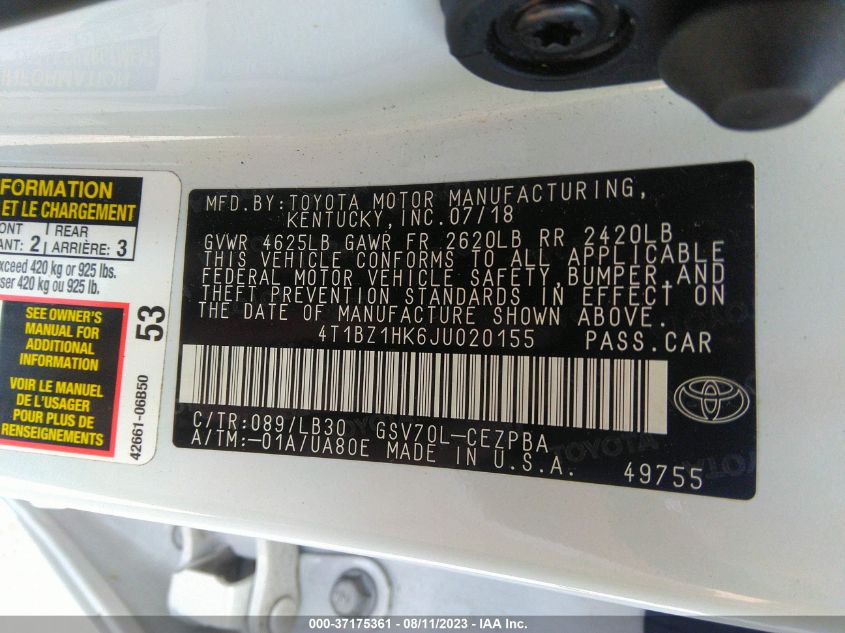 FORMATION
ET LE CHARGEMENT
ONT 2 REAR 3
ANT: ARRIÈRE:
xceed 420 kg or 925 lbs.
ser 420 kg ou 925 lb.
SEE OWNER'S
MANUAL FOR
ADDITIONAL
INFORMATION
VOIR LE MANUEL
DE L'USAGER
POUR PLUS DE
RENSEIGNEMENTS
53
42661-06B50
MFD.BY:TOYOTA MOTOR MANUFACTURING,
KENTUCKY,INC.07/18
GVWR 4625LB GAWR FR 2620LB RR 2420LB
THIS VEHICLE CONFORMS TO ALL APPLICABLE
FEDERAL MOTOR VEHICLE SAFETY,BUMPER,AND
THEFT PREVENTION STANDARDS IN EFFECT ON
THE DATE OF MANUFACTURE SHOWN ABOVE.
4T1BZ1HK6JU020155 PASS.CAR
C/TR:089/LB30 GSV70L-CEZPBA
A/TM:-01A/UA80E MADE IN U.S.A.
49755
000-37175361 - 08/11/2023 - IAA Inc.